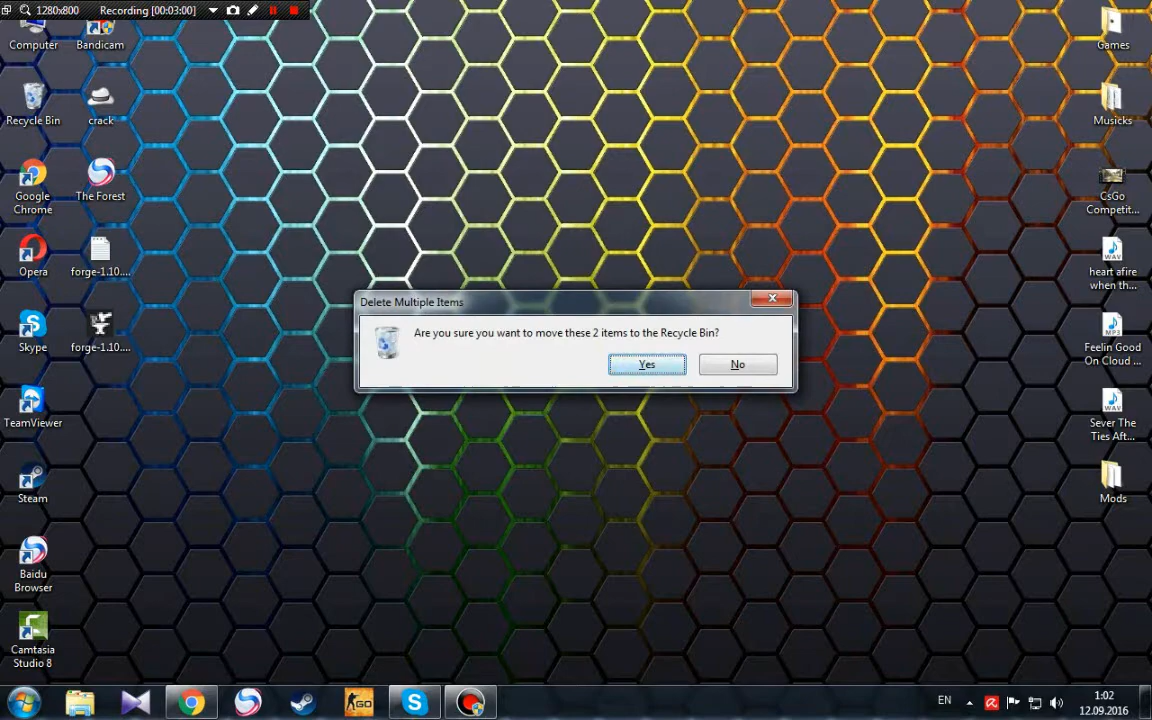 1280x800 Recording [00:03:00]
Computer
Bandicam
Games
Recycle Bin
crack
Musicks
Google
Chrome
The Forest
CsGo
Competit...
Opera
forge-1.10....
heart afire
when th...
Delete Multiple Items
Are you sure you want to move these 2 items to the Recycle Bin?
Yes
No
Skype
forge-1.10....
Feelin Good
On Cloud ...
TeamViewer
Sever The
Ties Aft...
Steam
Mods
Baidu
Browser
Camtasia
Studio 8
EN
1:02
12.09.2016